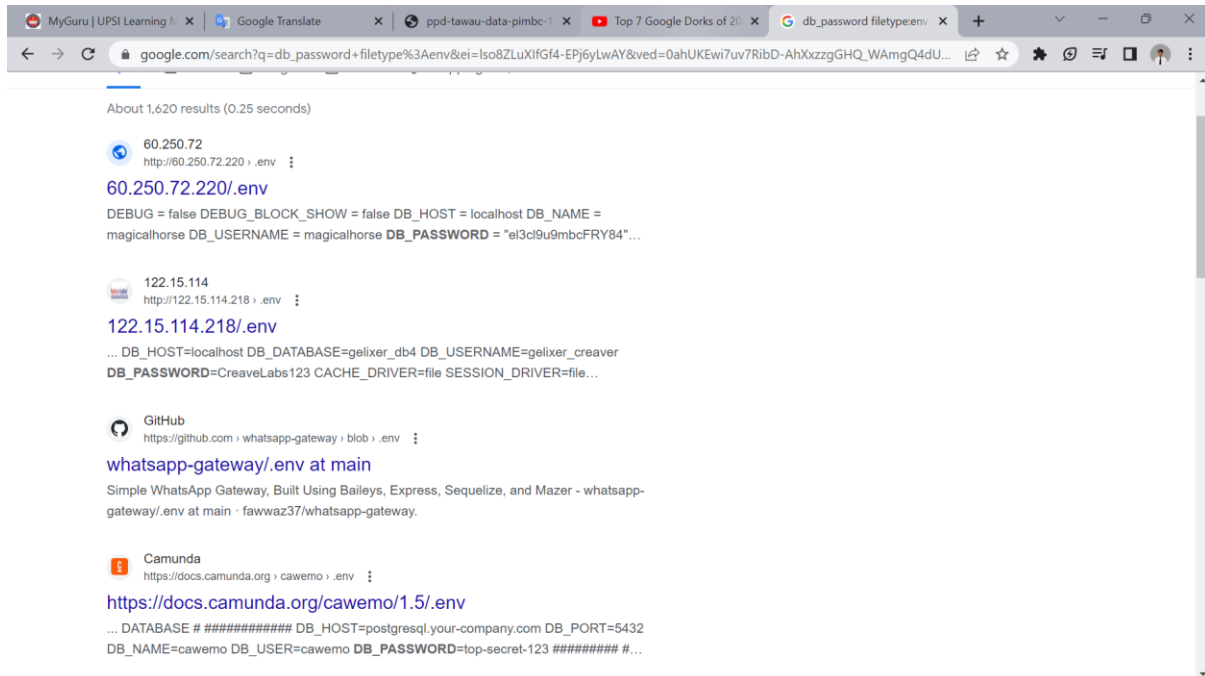 MyGuru | UPSI Learning M
Google Translate
ppd-tawau-data-pimbc-1
Top 7 Google Dorks of 20
db_password filetype:env
google.com/search?q=db_password+filetype%3Aenv&ei=lso8ZLuXIfGf4-EPj6yLwAY&ved=0ahUKEwi7uv7RibD-AhXxzzgGHQ_WAmgQ4dU...
About 1,620 results (0.25 seconds)
60.250.72
http://60.250.72.220 › .env
60.250.72.220/.env
DEBUG = false DEBUG_BLOCK_SHOW = false DB_HOST = localhost DB_NAME =
magicalhorse DB_USERNAME = magicalhorse DB_PASSWORD = "el3cl9u9mbcFRY84"...
122.15.114
http://122.15.114.218 › .env
122.15.114.218/.env
... DB_HOST=localhost DB_DATABASE=gelixer_db4 DB_USERNAME=gelixer_creaver
DB_PASSWORD=CreaveLabs123 CACHE_DRIVER=file SESSION_DRIVER=file...
GitHub
https://github.com › whatsapp-gateway › blob › .env
whatsapp-gateway/.env at main
Simple WhatsApp Gateway, Built Using Baileys, Express, Sequelize, and Mazer - whatsapp-
gateway/.env at main · fawwaz37/whatsapp-gateway.
Camunda
https://docs.camunda.org › cawemo › .env
https://docs.camunda.org/cawemo/1.5/.env
... DATABASE # ############ DB_HOST=postgresql.your-company.com DB_PORT=5432
DB_NAME=cawemo DB_USER=cawemo DB_PASSWORD=top-secret-123 ######### #...